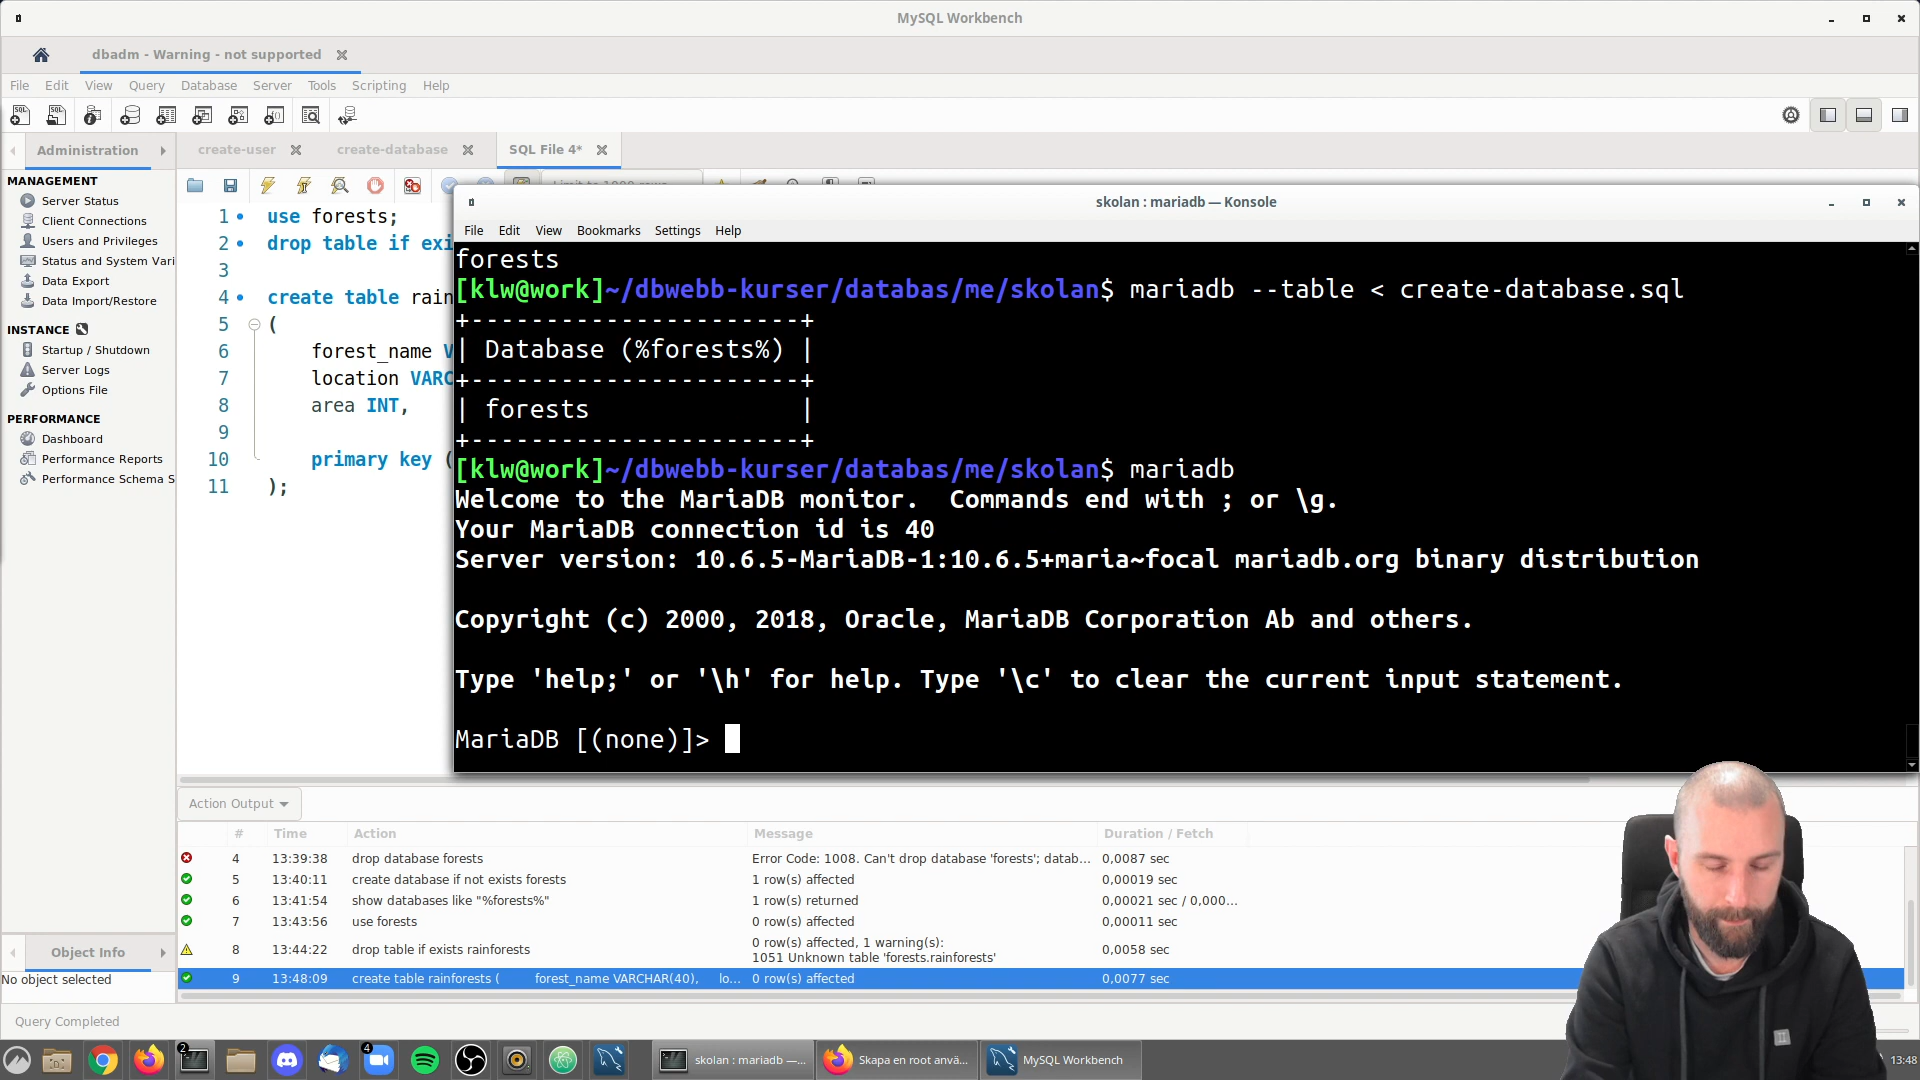 MySQL Workbench
dbadm - Warning - not supported
File Edit View Query Database Server Tools Scripting Help
Administration
create-user
create-database
SQL File 4*
MANAGEMENT
Server Status
Client Connections
Users and Privileges
Status and System Vari
Data Export
Data Import/Restore
INSTANCE
Startup / Shutdown
Server Logs
Options File
PERFORMANCE
Dashboard
Performance Reports
Performance Schema S
1 use forests;
2 drop table if exi
3
4 create table rain
5 (
6 forest_name V
7 location VARC
8 area INT,
9
10 primary key (
11 );
skolan : mariadb — Konsole
File Edit View Bookmarks Settings Help
forests
[klw@work]~/dbwebb-kurser/databas/me/skolan$ mariadb --table < create-database.sql
+----------------------+
| Database (%forests%) |
+----------------------+
| forests              |
+----------------------+
[klw@work]~/dbwebb-kurser/databas/me/skolan$ mariadb
Welcome to the MariaDB monitor.  Commands end with ; or \g.
Your MariaDB connection id is 40
Server version: 10.6.5-MariaDB-1:10.6.5+maria~focal mariadb.org binary distribution
Copyright (c) 2000, 2018, Oracle, MariaDB Corporation Ab and others.
Type 'help;' or '\h' for help. Type '\c' to clear the current input statement.
MariaDB [(none)]>
Action Output
# Time Action Message Duration / Fetch
4 13:39:38 drop database forests Error Code: 1008. Can't drop database 'forests'; datab... 0,0087 sec
5 13:40:11 create database if not exists forests 1 row(s) affected 0,00019 sec
6 13:41:54 show databases like "%forests%" 1 row(s) returned 0,00021 sec / 0,000...
7 13:43:56 use forests 0 row(s) affected 0,00011 sec
8 13:44:22 drop table if exists rainforests 0 row(s) affected, 1 warning(s): 0,0058 sec
1051 Unknown table 'forests.rainforests'
9 13:48:09 create table rainforests ( forest_name VARCHAR(40), lo... 0 row(s) affected 0,0077 sec
Object Info
No object selected
Query Completed
2
4
skolan : mariadb —...
Skapa en root anvä...
MySQL Workbench
13:48